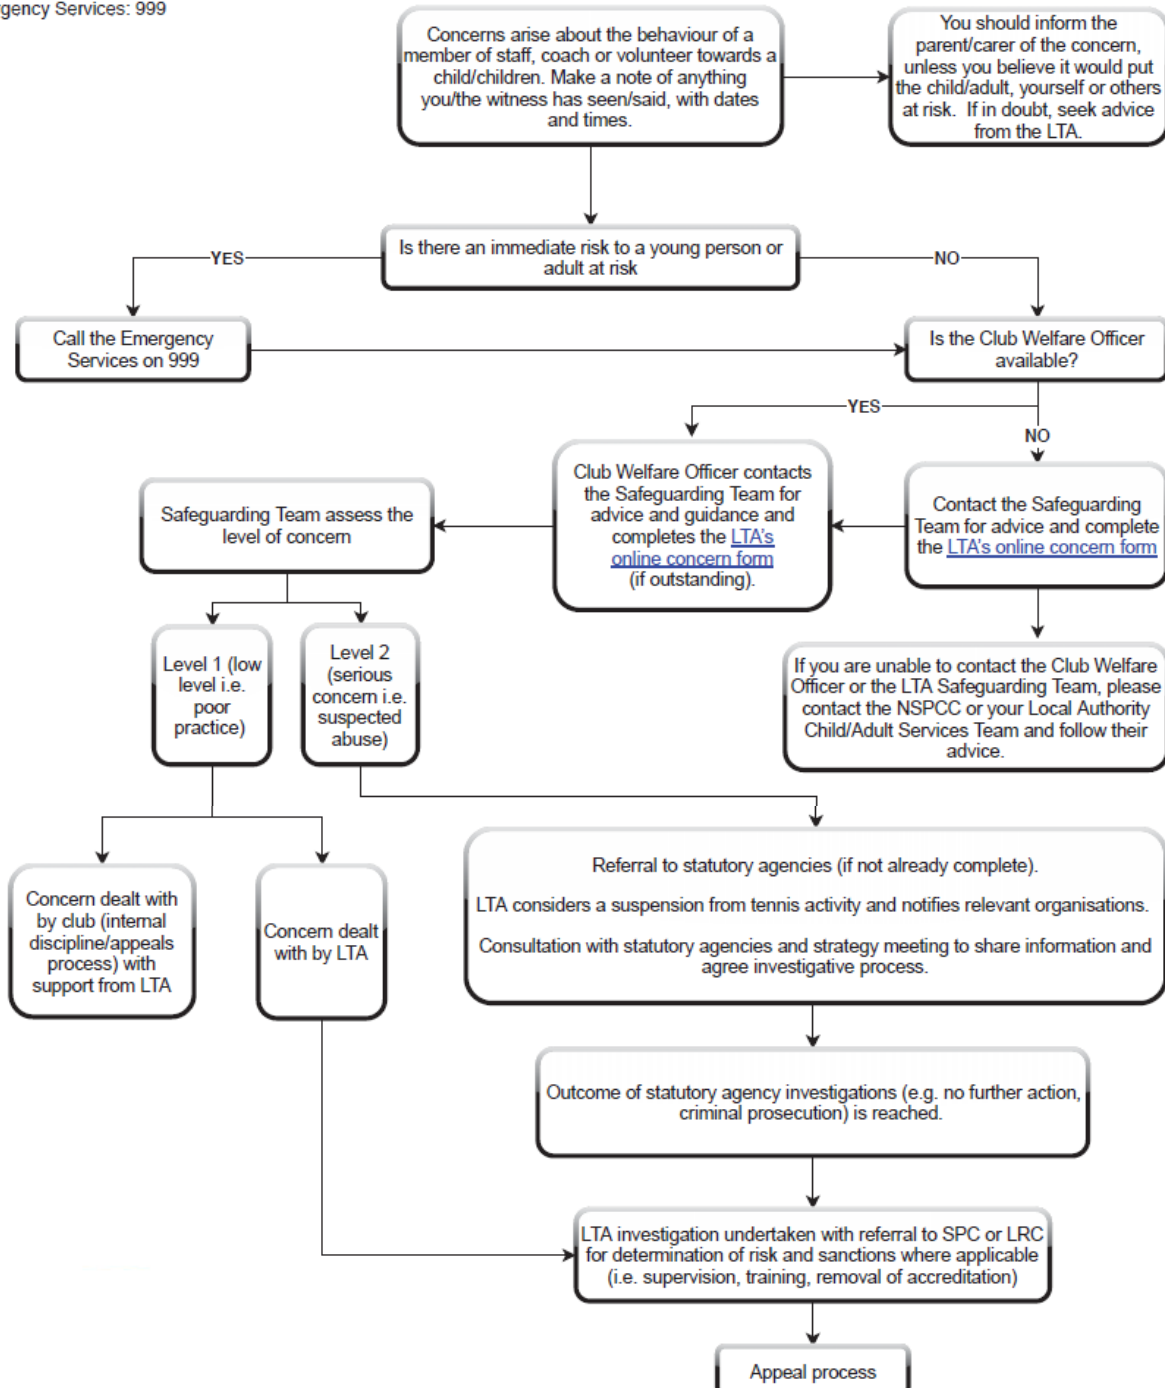 rgency Services: 999
Concerns arise about the behaviour of a
member of staff, coach or volunteer towards a
child/children. Make a note of anything
you/the witness has seen/said, with dates
and times.
You should inform the
parent/carer of the concern,
unless you believe it would put
the child/adult, yourself or others
at risk. If in doubt, seek advice
from the LTA.
Is there an immediate risk to a young person or
adult at risk
YES
NO
Call the Emergency
Services on 999
Is the Club Welfare Officer
available?
YES
NO
Club Welfare Officer contacts
the Safeguarding Team for
advice and guidance and
completes the LTA's
online concern form
(if outstanding).
Contact the Safeguarding
Team for advice and complete
the LTA's online concern form
Safeguarding Team assess the
level of concern
If you are unable to contact the Club Welfare
Officer or the LTA Safeguarding Team, please
contact the NSPCC or your Local Authority
Child/Adult Services Team and follow their
advice.
Level 1 (low
level i.e.
poor
practice)
Level 2
(serious
concern i.e.
suspected
abuse)
Concern dealt with
by club (internal
discipline/appeals
process) with
support from LTA
Concern dealt
with by LTA
Referral to statutory agencies (if not already complete).
LTA considers a suspension from tennis activity and notifies relevant organisations.
Consultation with statutory agencies and strategy meeting to share information and
agree investigative process.
Outcome of statutory agency investigations (e.g. no further action,
criminal prosecution) is reached.
LTA investigation undertaken with referral to SPC or LRC
for determination of risk and sanctions where applicable
(i.e. supervision, training, removal of accreditation)
Appeal process